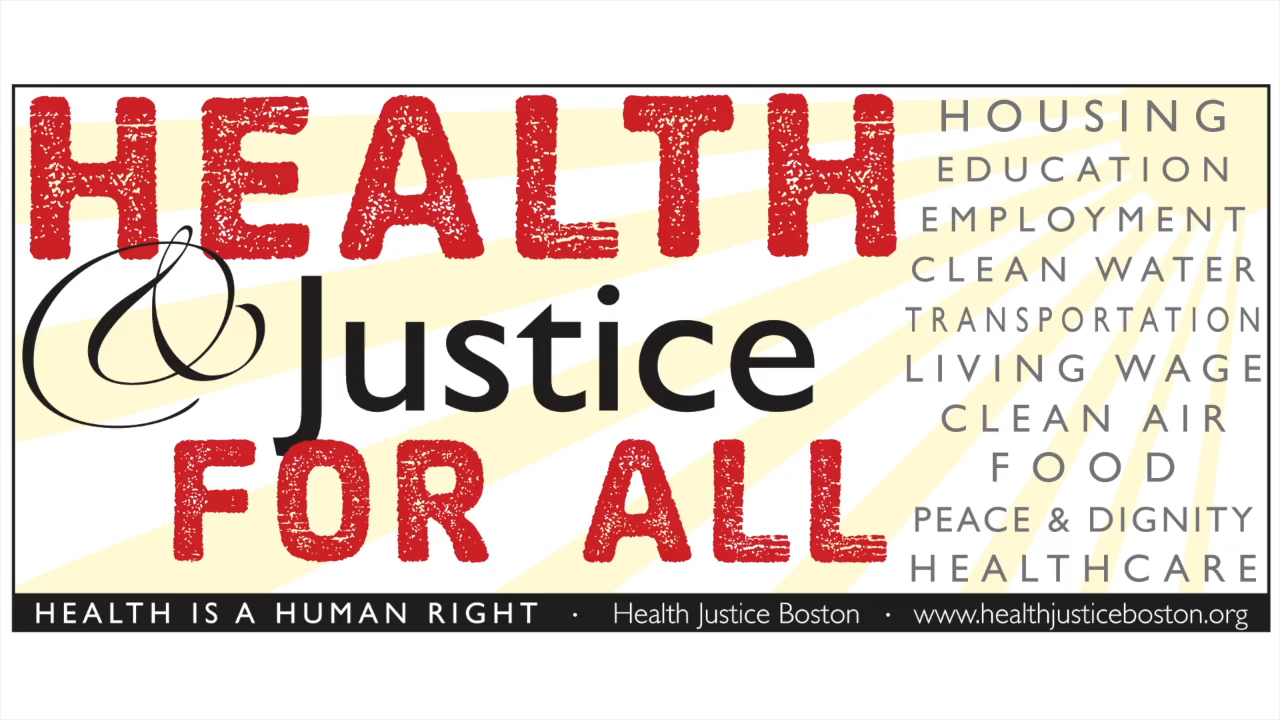 HEALTH
& Justice
FOR ALL
HOUSING
EDUCATION
EMPLOYMENT
CLEAN WATER
TRANSPORTATION
LIVING WAGE
CLEAN AIR
FOOD
PEACE & DIGNITY
HEALTHCARE
HEALTH IS A HUMAN RIGHT · Health Justice Boston · www.healthjusticeboston.org